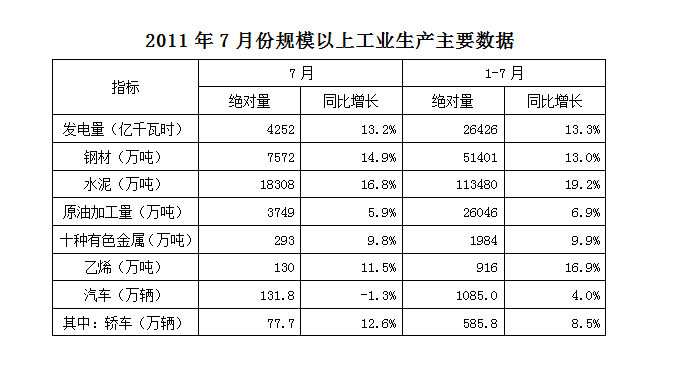 2011年7月份规模以上工业生产主要数据
指标 7月 1-7月
绝对量 同比增长 绝对量 同比增长
发电量（亿千瓦时） 4252 13.2% 26426 13.3%
钢材（万吨） 7572 14.9% 51401 13.0%
水泥（万吨） 18308 16.8% 113480 19.2%
原油加工量（万吨） 3749 5.9% 26046 6.9%
十种有色金属（万吨） 293 9.8% 1984 9.9%
乙烯（万吨） 130 11.5% 916 16.9%
汽车（万辆） 131.8 -1.3% 1085.0 4.0%
其中：轿车（万辆） 77.7 12.6% 585.8 8.5%